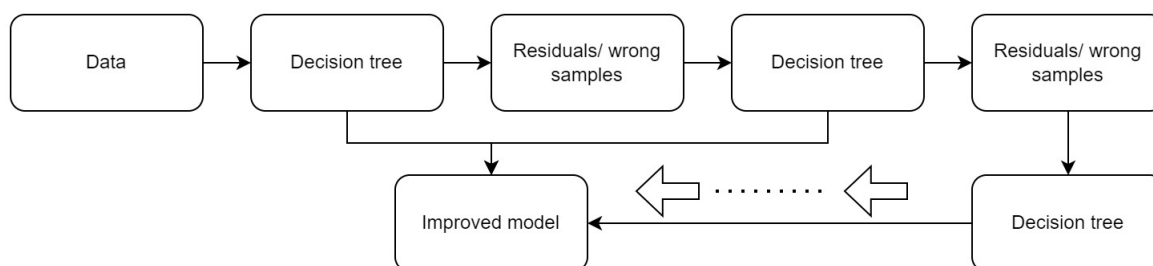 Data
Decision tree
Residuals/ wrong
samples
Decision tree
Residuals/ wrong
samples
Improved model
Decision tree